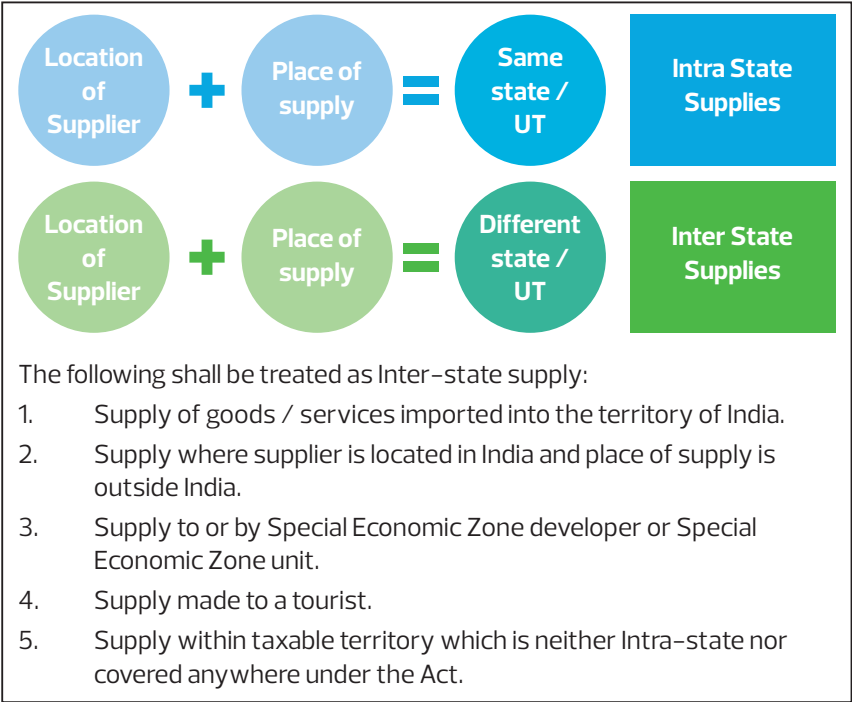 Location
of
Supplier
+
Place of
supply
=
Same
state /
UT
Intra State
Supplies
Location
of
Supplier
+
Place of
supply
=
Different
state /
UT
Inter State
Supplies
The following shall be treated as Inter-state supply:
1. Supply of goods / services imported into the territory of India.
2. Supply where supplier is located in India and place of supply is
outside India.
3. Supply to or by Special Economic Zone developer or Special
Economic Zone unit.
4. Supply made to a tourist.
5. Supply within taxable territory which is neither Intra-state nor
covered anywhere under the Act.